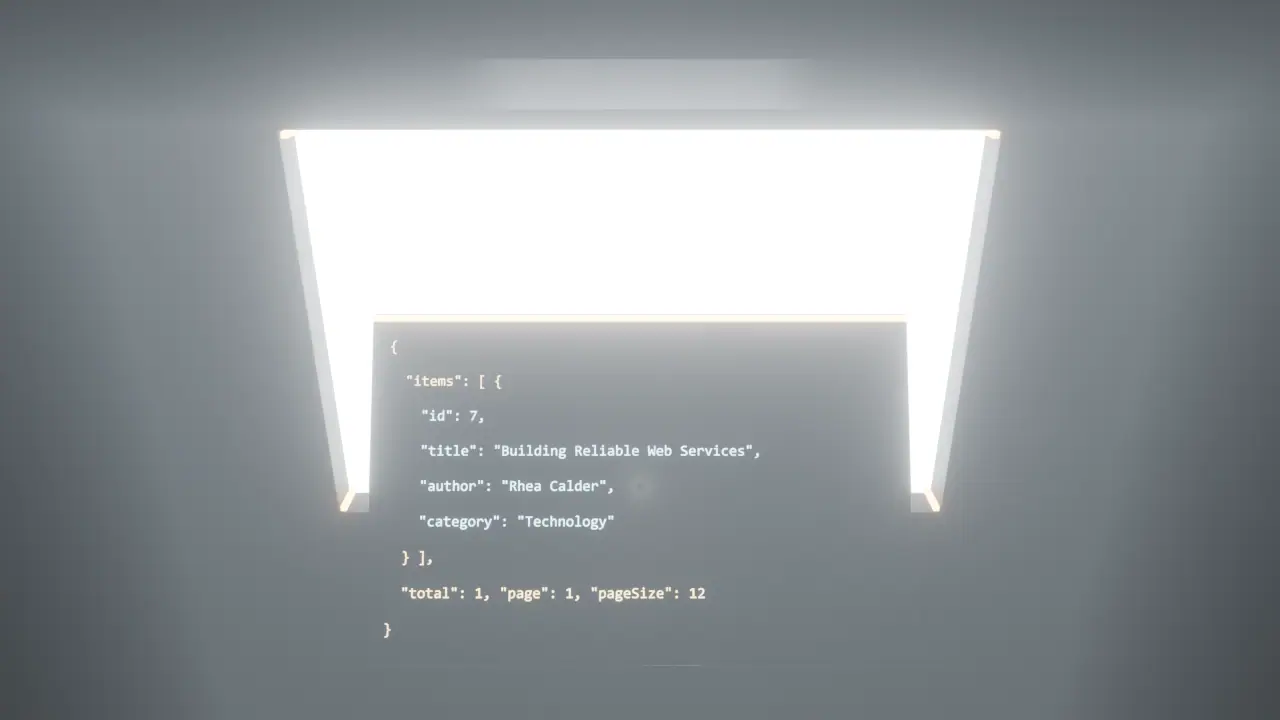 {
"items": [ {
"id": 7,
"title": "Building Reliable Web Services",
"author": "Rhea Calder",
"category": "Technology"
} ],
"total": 1, "page": 1, "pageSize": 12
}